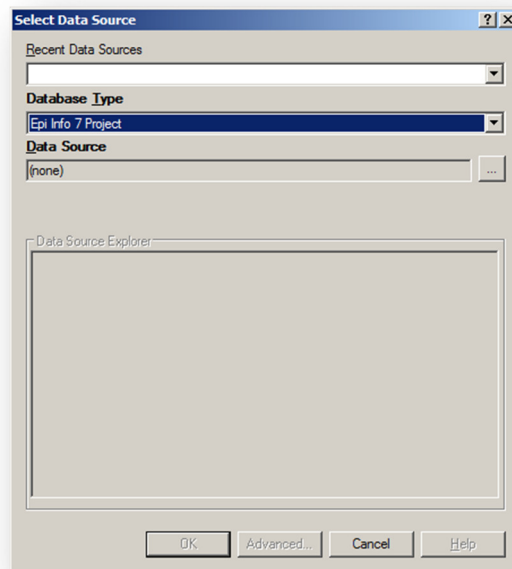 Select Data Source
Recent Data Sources
Database Type
Epi Info 7 Project
Data Source
(none)
...
Data Source Explorer
OK Advanced... Cancel Help